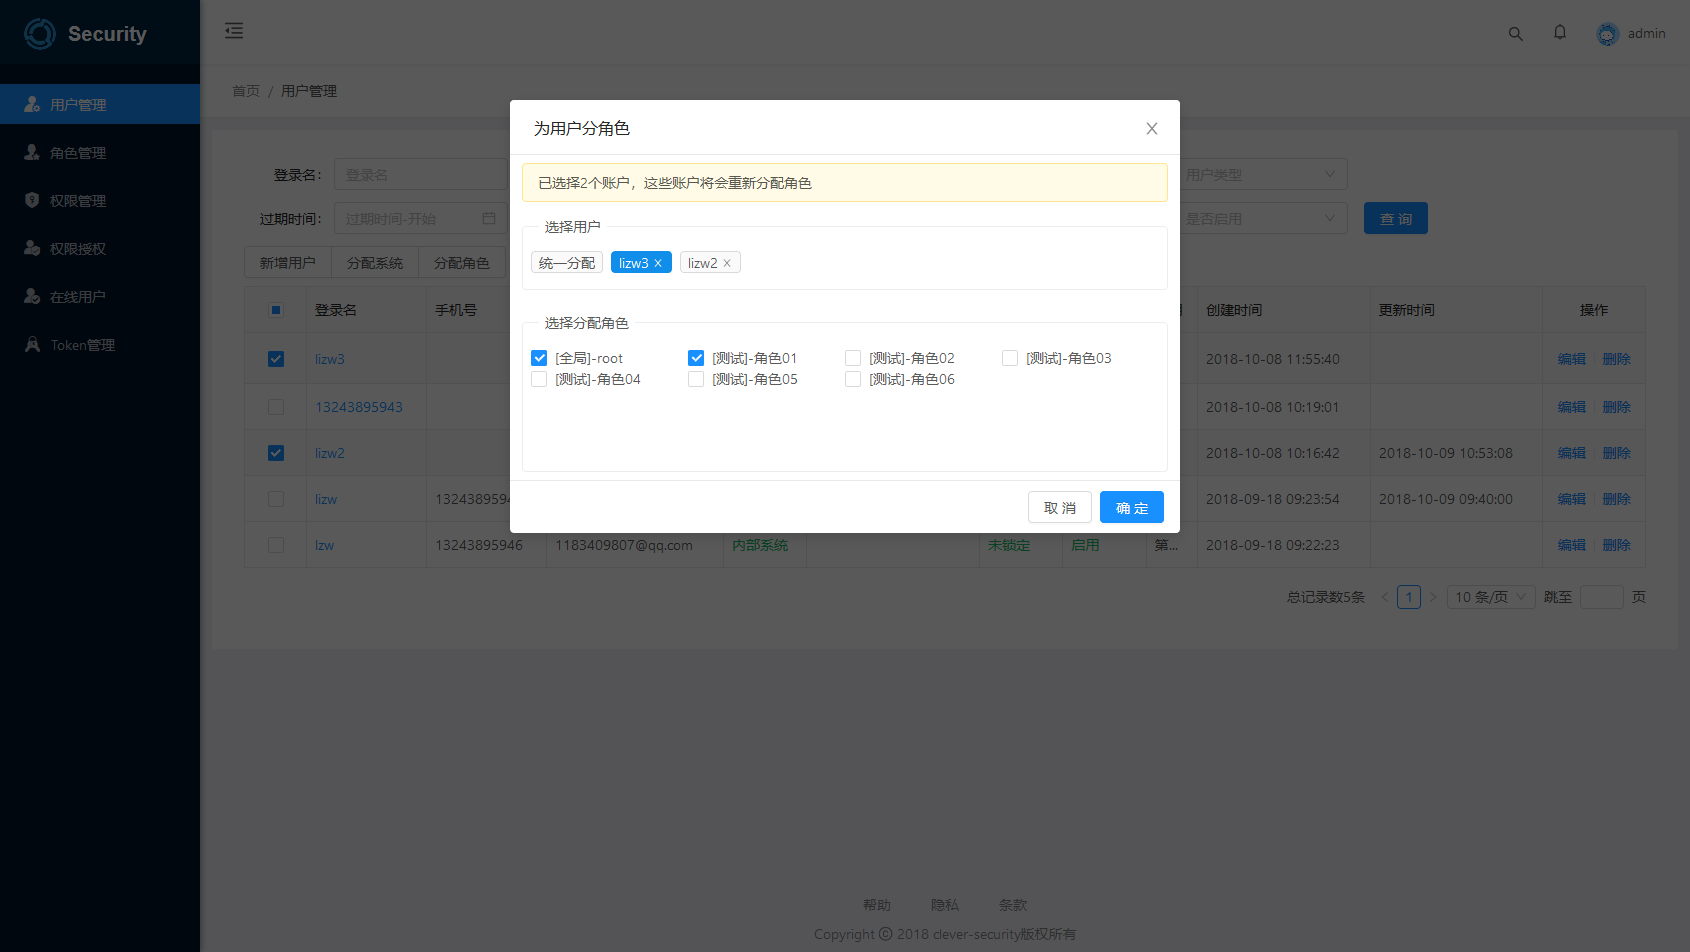 Security
用户管理
角色管理
权限管理
权限授权
在线用户
Token管理
admin
首页 / 用户管理
登录名: 登录名 用户类型
过期时间: 过期时间-开始 是否启用 查 询
新增用户 分配系统 分配角色
为用户分角色
已选择2个账户，这些账户将会重新分配角色
选择用户
统一分配 lizw3 lizw2
选择分配角色
[全局]-root [测试]-角色01 [测试]-角色02 [测试]-角色03
[测试]-角色04 [测试]-角色05 [测试]-角色06
取 消 确 定
登录名 手机号 创建时间 更新时间 操作
lizw3 2018-10-08 11:55:40 编辑 删除
13243895943 2018-10-08 10:19:01 编辑 删除
lizw2 2018-10-08 10:16:42 2018-10-09 10:53:08 编辑 删除
lizw 1324389594 2018-09-18 09:23:54 2018-10-09 09:40:00 编辑 删除
lzw 13243895946 1183409807@qq.com 内部系统 未锁定 启用 第... 2018-09-18 09:22:23 编辑 删除
总记录数5条 < 1 > 10 条/页 跳至 页
帮助 隐私 条款
Copyright © 2018 clever-security版权所有